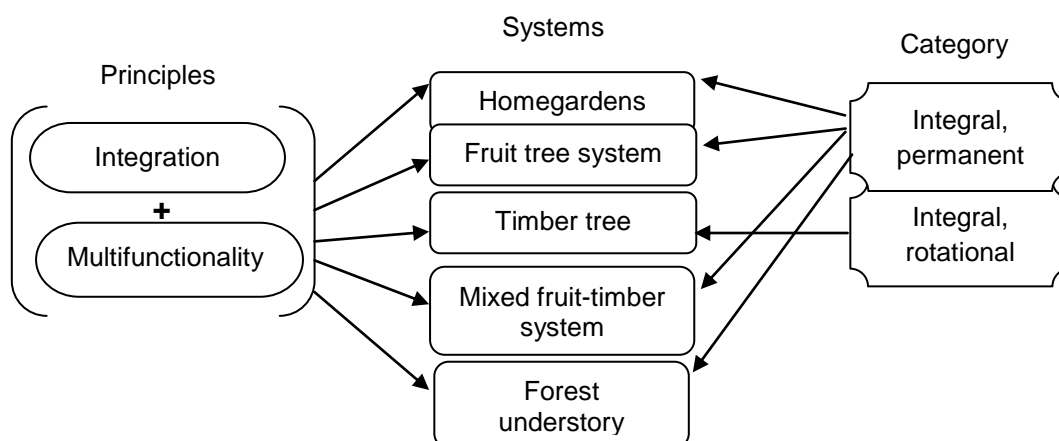 Principles
Integration
+
Multifunctionality
Systems
Homegardens
Fruit tree system
Timber tree
Mixed fruit-timber
system
Forest
understory
Category
Integral,
permanent
Integral,
rotational